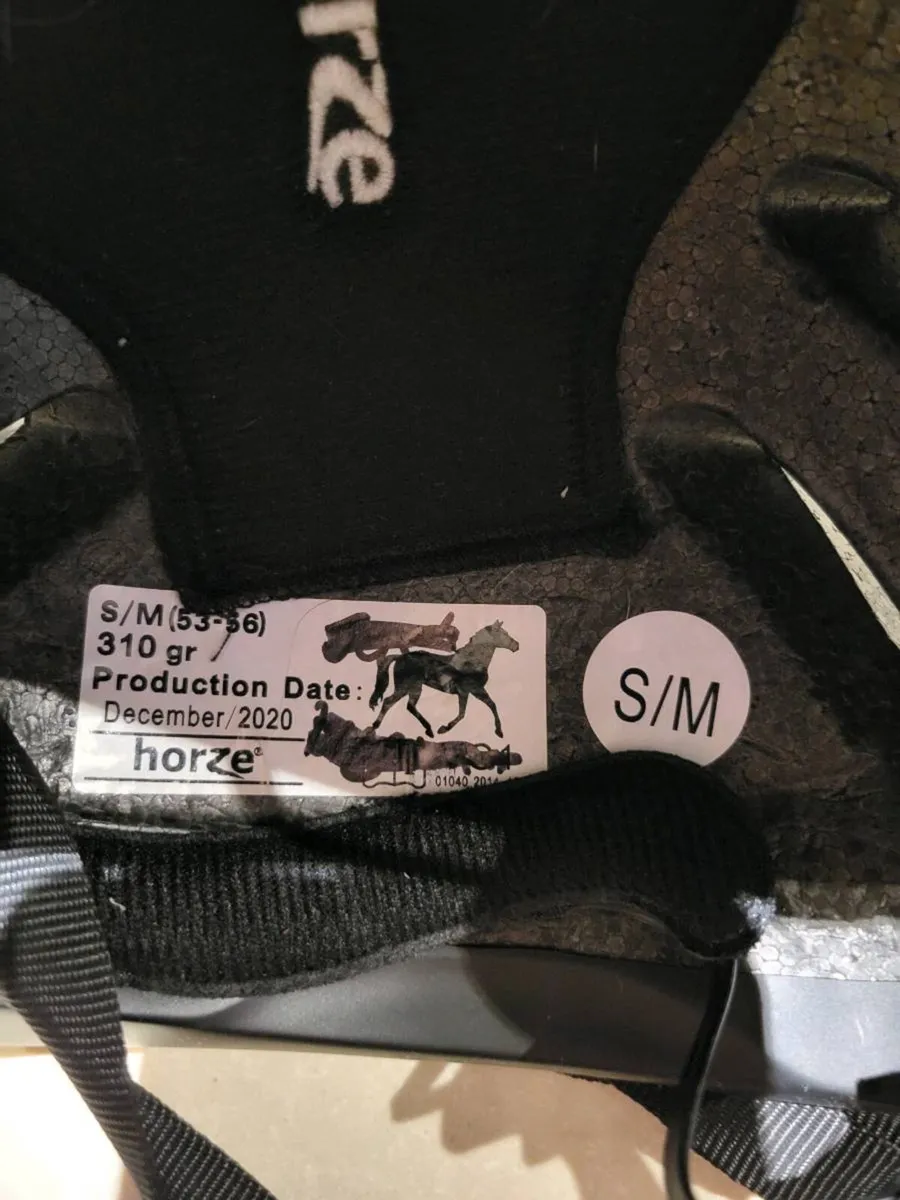 rze
S/M (53-56)
310 gr
Production Date:
December/2020
horze®
01040 2014
S/M